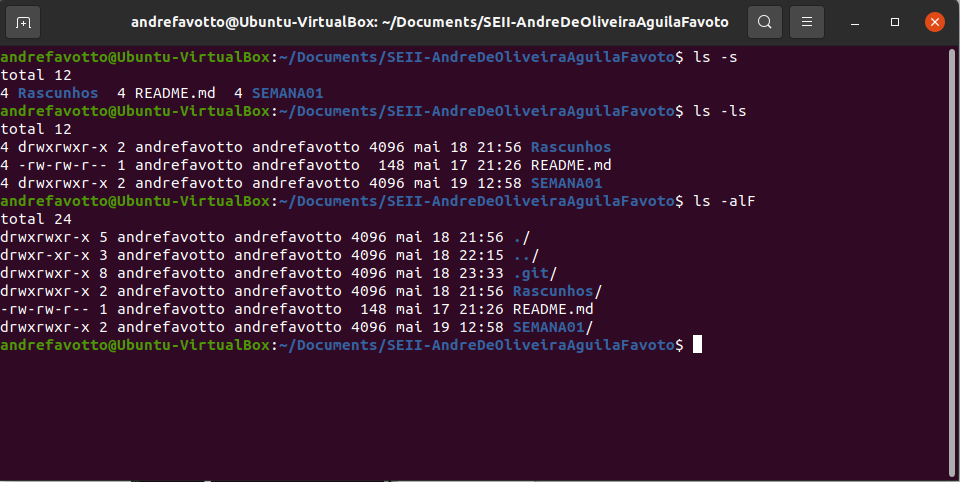 andrefavotto@Ubuntu-VirtualBox: ~/Documents/SEII-AndreDeOliveiraAguilaFavoto
andrefavotto@Ubuntu-VirtualBox:~/Documents/SEII-AndreDeOliveiraAguilaFavoto$ ls -s
total 12
4 Rascunhos  4 README.md  4 SEMANA01
andrefavotto@Ubuntu-VirtualBox:~/Documents/SEII-AndreDeOliveiraAguilaFavoto$ ls -ls
total 12
4 drwxrwxr-x 2 andrefavotto andrefavotto 4096 mai 18 21:56 Rascunhos
4 -rw-rw-r-- 1 andrefavotto andrefavotto  148 mai 17 21:26 README.md
4 drwxrwxr-x 2 andrefavotto andrefavotto 4096 mai 19 12:58 SEMANA01
andrefavotto@Ubuntu-VirtualBox:~/Documents/SEII-AndreDeOliveiraAguilaFavoto$ ls -alF
total 24
drwxrwxr-x 5 andrefavotto andrefavotto 4096 mai 18 21:56 ./
drwxr-xr-x 3 andrefavotto andrefavotto 4096 mai 18 22:15 ../
drwxrwxr-x 8 andrefavotto andrefavotto 4096 mai 18 23:33 .git/
drwxrwxr-x 2 andrefavotto andrefavotto 4096 mai 18 21:56 Rascunhos/
-rw-rw-r-- 1 andrefavotto andrefavotto  148 mai 17 21:26 README.md
drwxrwxr-x 2 andrefavotto andrefavotto 4096 mai 19 12:58 SEMANA01/
andrefavotto@Ubuntu-VirtualBox:~/Documents/SEII-AndreDeOliveiraAguilaFavoto$